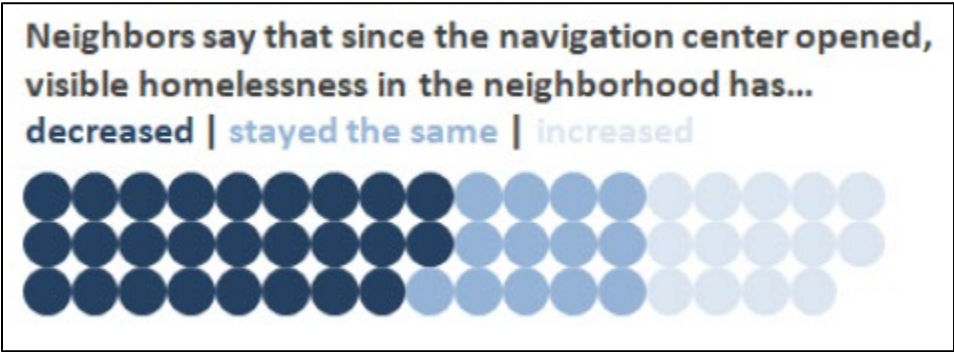 Neighbors say that since the navigation center opened,
visible homelessness in the neighborhood has...
decreased | stayed the same | increased